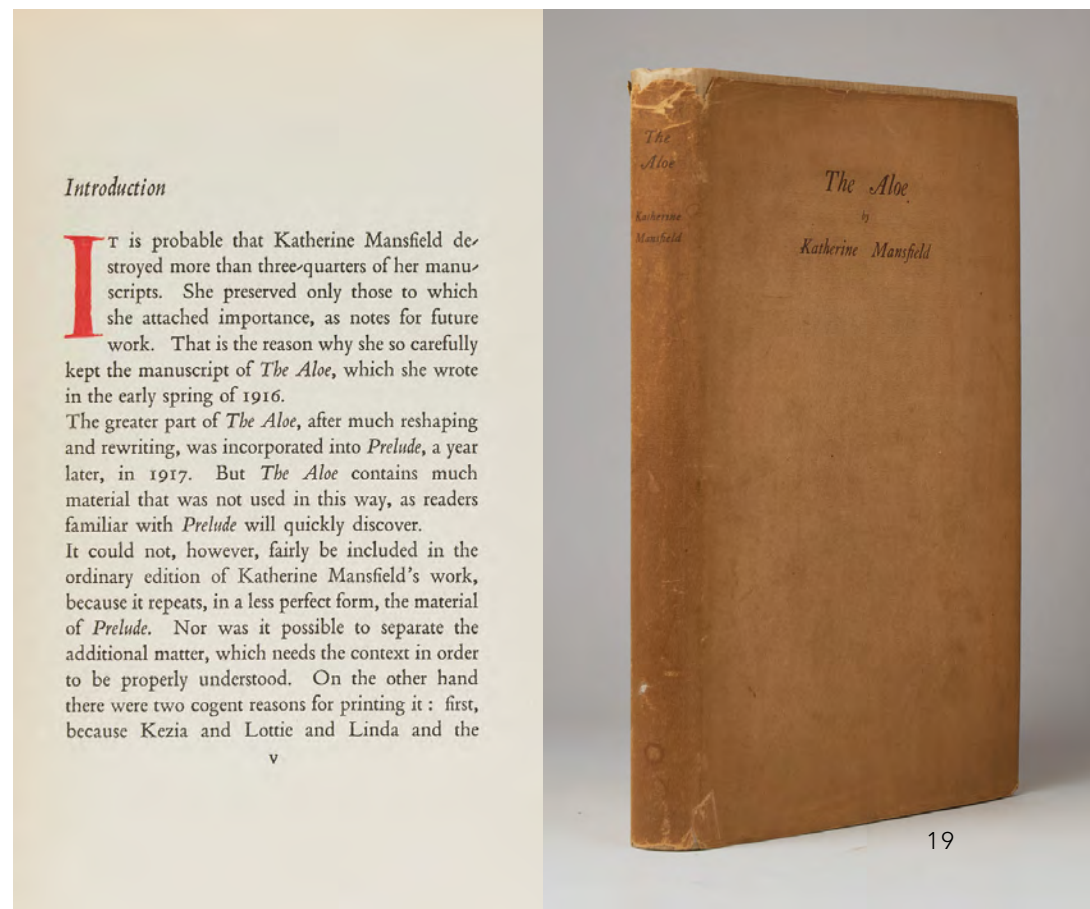 Introduction
IT is probable that Katherine Mansfield de-
stroyed more than three-quarters of her manu-
scripts. She preserved only those to which
she attached importance, as notes for future
work. That is the reason why she so carefully
kept the manuscript of The Aloe, which she wrote
in the early spring of 1916.
The greater part of The Aloe, after much reshaping
and rewriting, was incorporated into Prelude, a year
later, in 1917. But The Aloe contains much
material that was not used in this way, as readers
familiar with Prelude will quickly discover.
It could not, however, fairly be included in the
ordinary edition of Katherine Mansfield's work,
because it repeats, in a less perfect form, the material
of Prelude. Nor was it possible to separate the
additional matter, which needs the context in order
to be properly understood. On the other hand
there were two cogent reasons for printing it : first,
because Kezia and Lottie and Linda and the
v
The
Aloe
Katherine
Mansfield
The Aloe
by
Katherine Mansfield
19